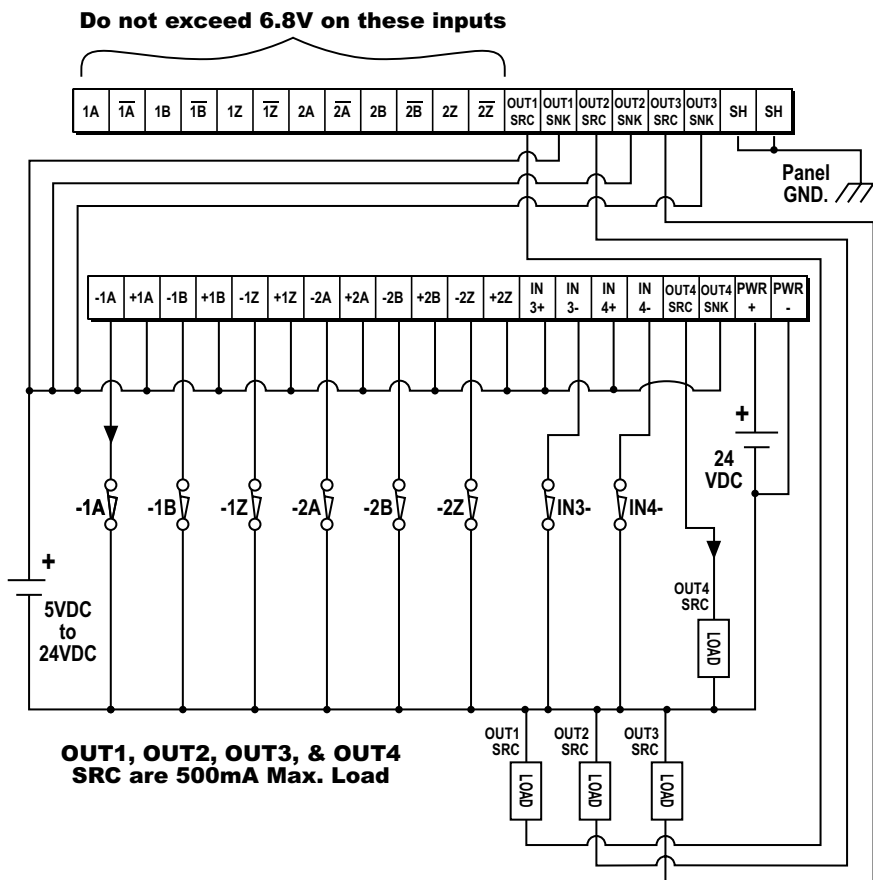 Do not exceed 6.8V on these inputs
1A 1A̅ 1B 1B̅ 1Z 1Z̅ 2A 2A̅ 2B 2B̅ 2Z 2Z̅ OUT1 SRC OUT1 SNK OUT2 SRC OUT2 SNK OUT3 SRC OUT3 SNK SH SH
Panel
GND.
-1A +1A -1B +1B -1Z +1Z -2A +2A -2B +2B -2Z +2Z IN 3+ IN 3- IN 4+ IN 4- OUT4 SRC OUT4 SNK PWR + PWR -
+
24
VDC
-1A -1B -1Z -2A -2B -2Z IN3- IN4-
+
5VDC
to
24VDC
OUT4
SRC
LOAD
OUT1, OUT2, OUT3, & OUT4
SRC are 500mA Max. Load
OUT1
SRC
LOAD
OUT2
SRC
LOAD
OUT3
SRC
LOAD